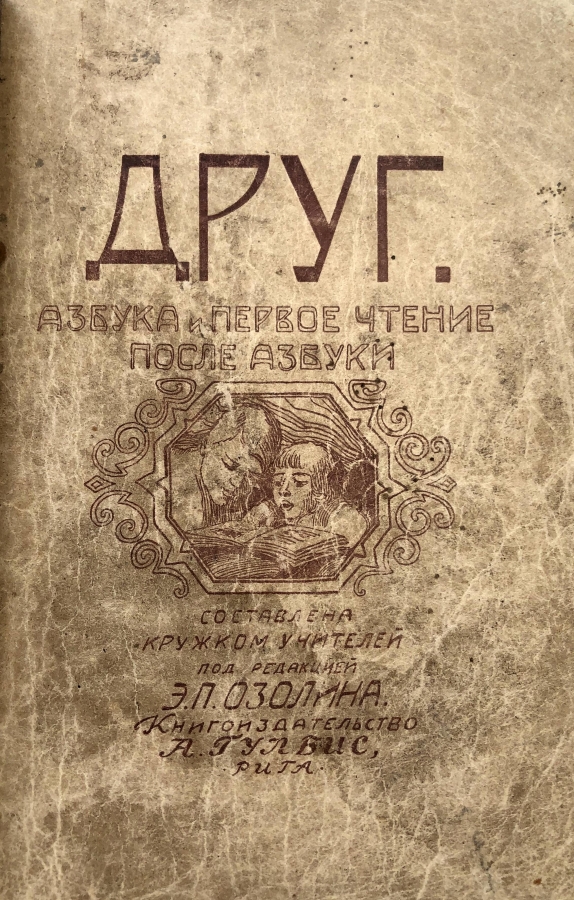 ДРУГ.
АЗБУКА и ПЕРВОЕ ЧТЕНИЕ
ПОСЛЕ АЗБУКИ
СОСТАВЛЕНА
КРУЖКОМ УЧИТЕЛЕЙ
ПОД РЕДАКЦИЕЙ
Э.П. ОЗОЛИНА.
КНИГОИЗДАТЕЛЬСТВО
А. ГУЛБИС,
·РИГА·